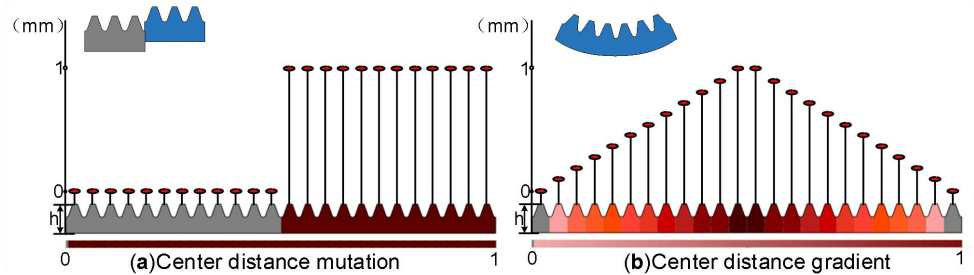 (mm)
1
0
h
0
1
(a)Center distance mutation
(mm)
1
0
h
0
1
(b)Center distance gradient